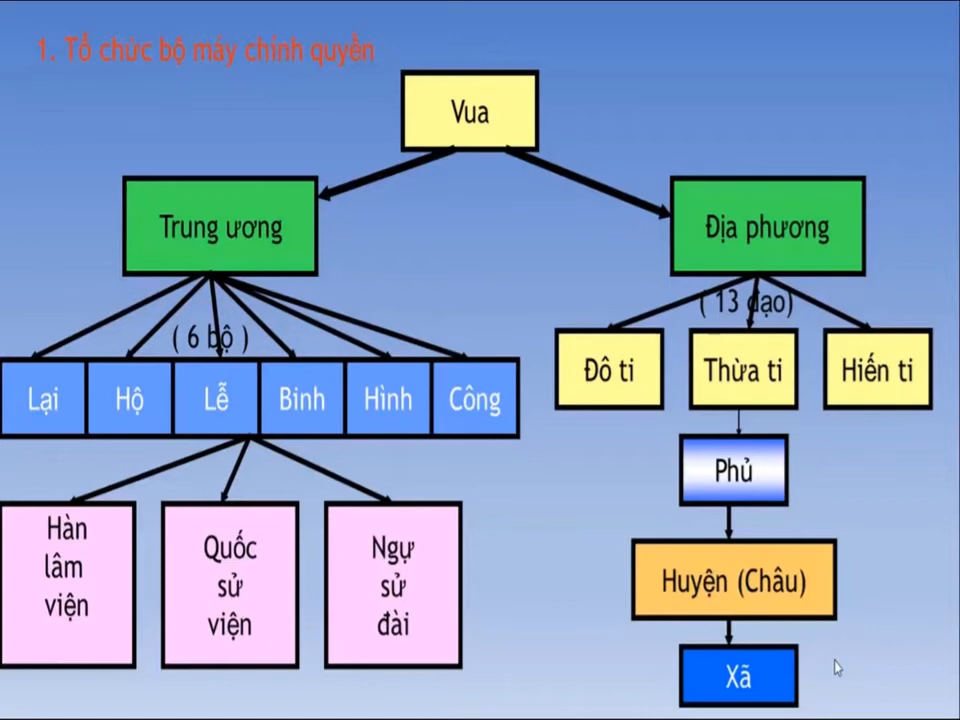 1. Tổ chức bộ máy chính quyền
Vua
Trung ương
Địa phương
( 6 bộ )
( 13 đạo)
Lại
Hộ
Lễ
Binh
Hình
Công
Đô ti
Thừa ti
Hiến ti
Phủ
Hàn
lâm
viện
Quốc
sử
viện
Ngự
sử
đài
Huyện (Châu)
Xã